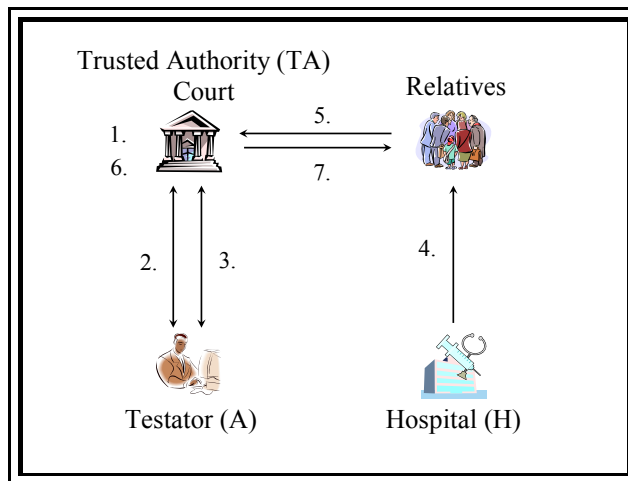 Trusted Authority (TA)
Court
Relatives
1.
5.
6.
7.
2.
3.
4.
Testator (A)
Hospital (H)